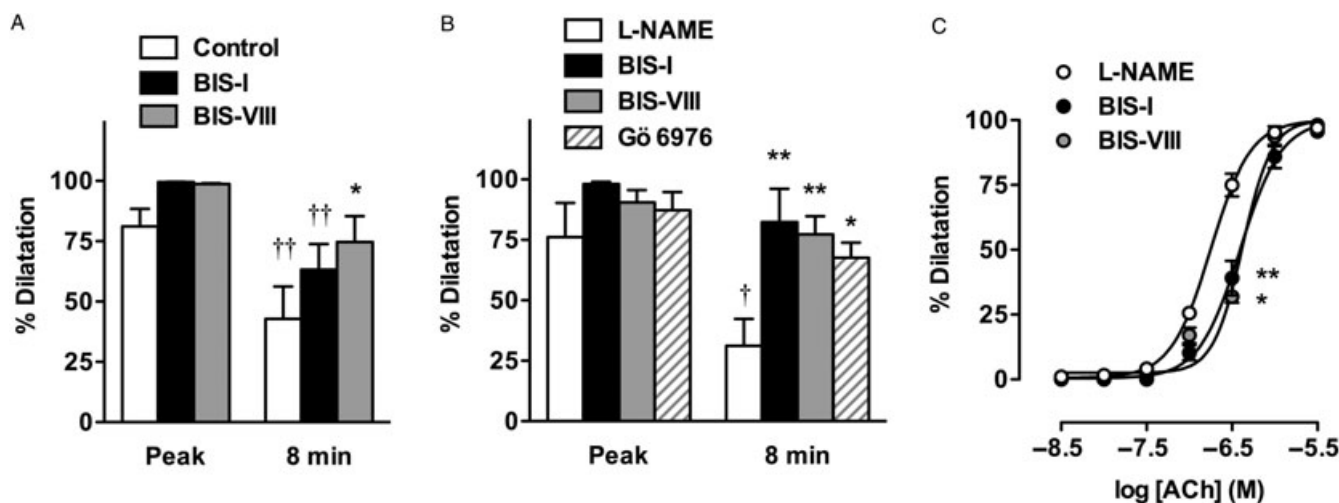 A
Control
BIS-I
BIS-VIII
% Dilatation
100
75
50
25
0
††
††
*
Peak
8 min
B
L-NAME
BIS-I
BIS-VIII
Gö 6976
% Dilatation
100
75
50
25
0
†
**
**
*
Peak
8 min
C
L-NAME
BIS-I
BIS-VIII
% Dilatation
100
75
50
25
0
**
*
–8.5
–7.5
–6.5
–5.5
log [ACh] (M)